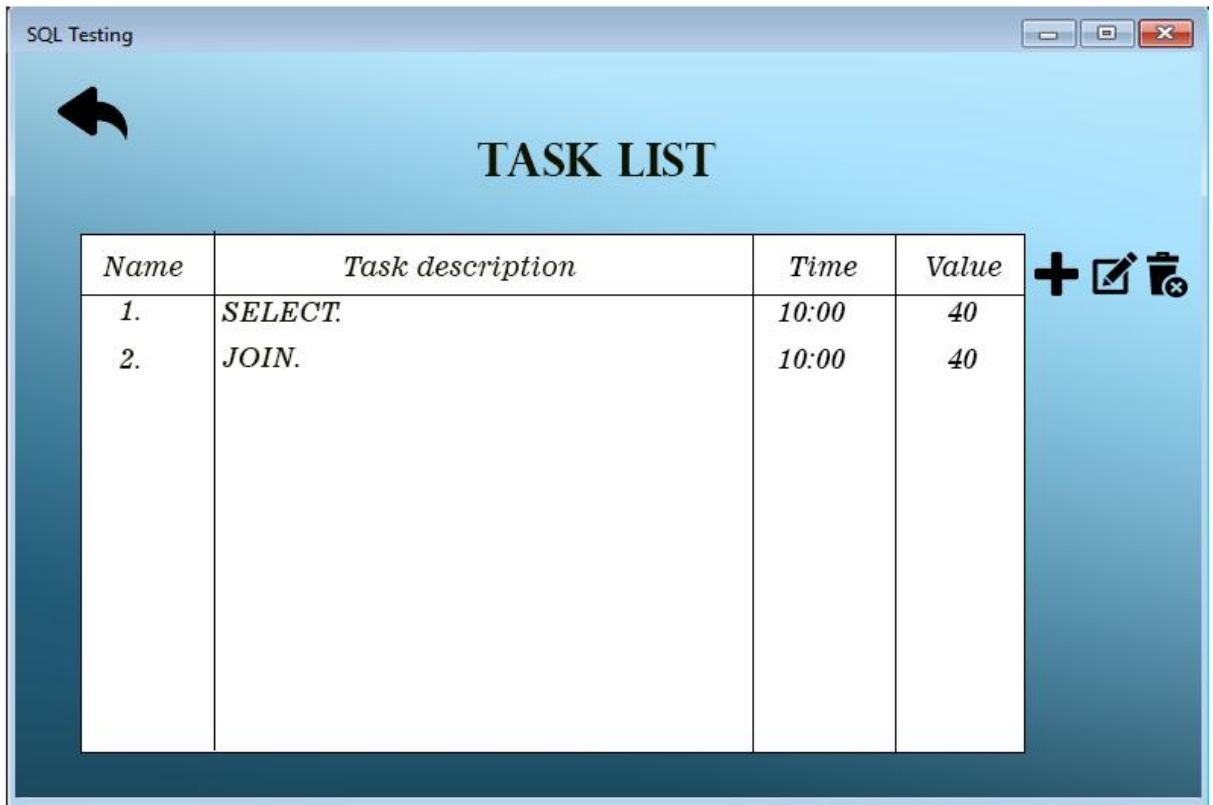 SQL Testing
TASK LIST
Name Task description Time Value
1. SELECT. 10:00 40
2. JOIN. 10:00 40